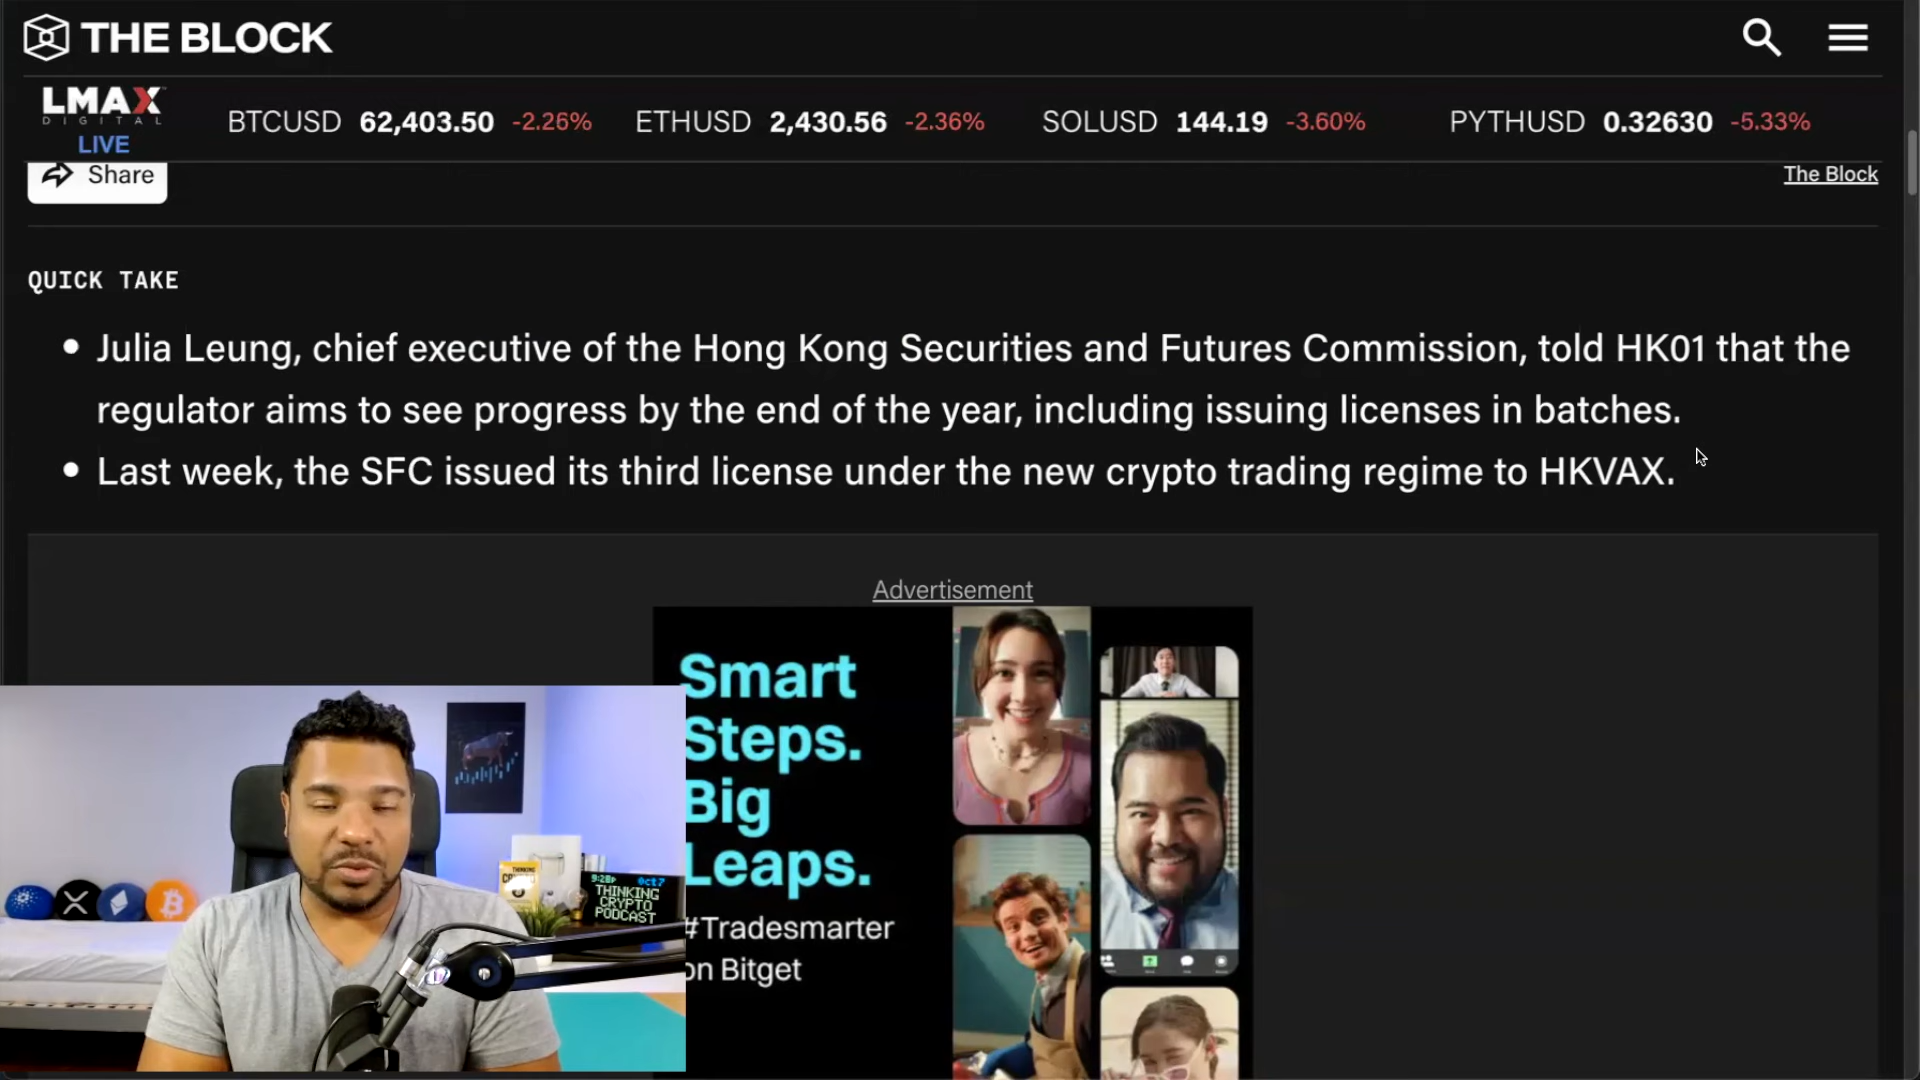 THE BLOCK
LMAX
DIGITAL
LIVE
BTCUSD 62,403.50 -2.26% ETHUSD 2,430.56 -2.36% SOLUSD 144.19 -3.60% PYTHUSD 0.32630 -5.33%
Share
The Block
QUICK TAKE
• Julia Leung, chief executive of the Hong Kong Securities and Futures Commission, told HK01 that the
regulator aims to see progress by the end of the year, including issuing licenses in batches.
• Last week, the SFC issued its third license under the new crypto trading regime to HKVAX.
Advertisement
Smart
Steps.
Big
Leaps.
#Tradesmarter
on Bitget
9:28P Oct7
THINKING
CRYPTO
PODCAST